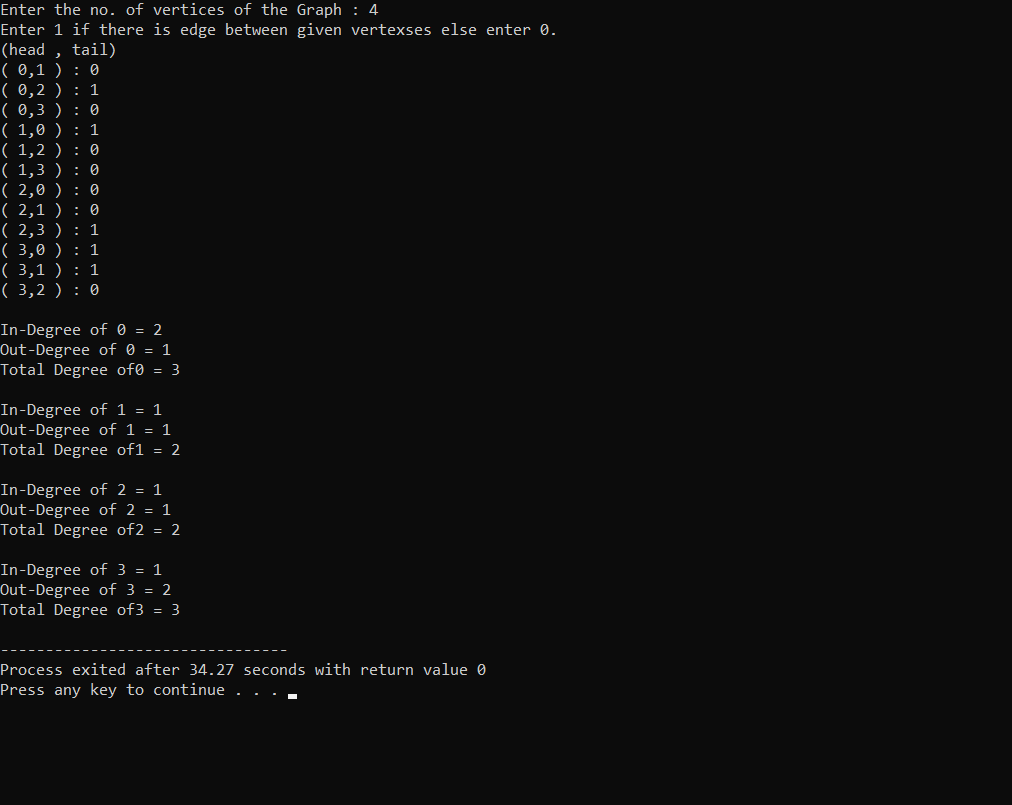 Enter the no. of vertices of the Graph : 4
Enter 1 if there is edge between given vertexses else enter 0.
(head , tail)
( 0,1 ) : 0
( 0,2 ) : 1
( 0,3 ) : 0
( 1,0 ) : 1
( 1,2 ) : 0
( 1,3 ) : 0
( 2,0 ) : 0
( 2,1 ) : 0
( 2,3 ) : 1
( 3,0 ) : 1
( 3,1 ) : 1
( 3,2 ) : 0
In-Degree of 0 = 2
Out-Degree of 0 = 1
Total Degree of0 = 3
In-Degree of 1 = 1
Out-Degree of 1 = 1
Total Degree of1 = 2
In-Degree of 2 = 1
Out-Degree of 2 = 1
Total Degree of2 = 2
In-Degree of 3 = 1
Out-Degree of 3 = 2
Total Degree of3 = 3
--------------------------------
Process exited after 34.27 seconds with return value 0
Press any key to continue . . .